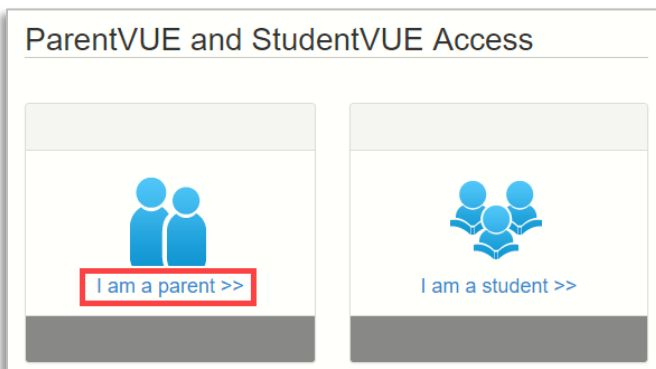 ParentVUE and StudentVUE Access
I am a parent >>
I am a student >>